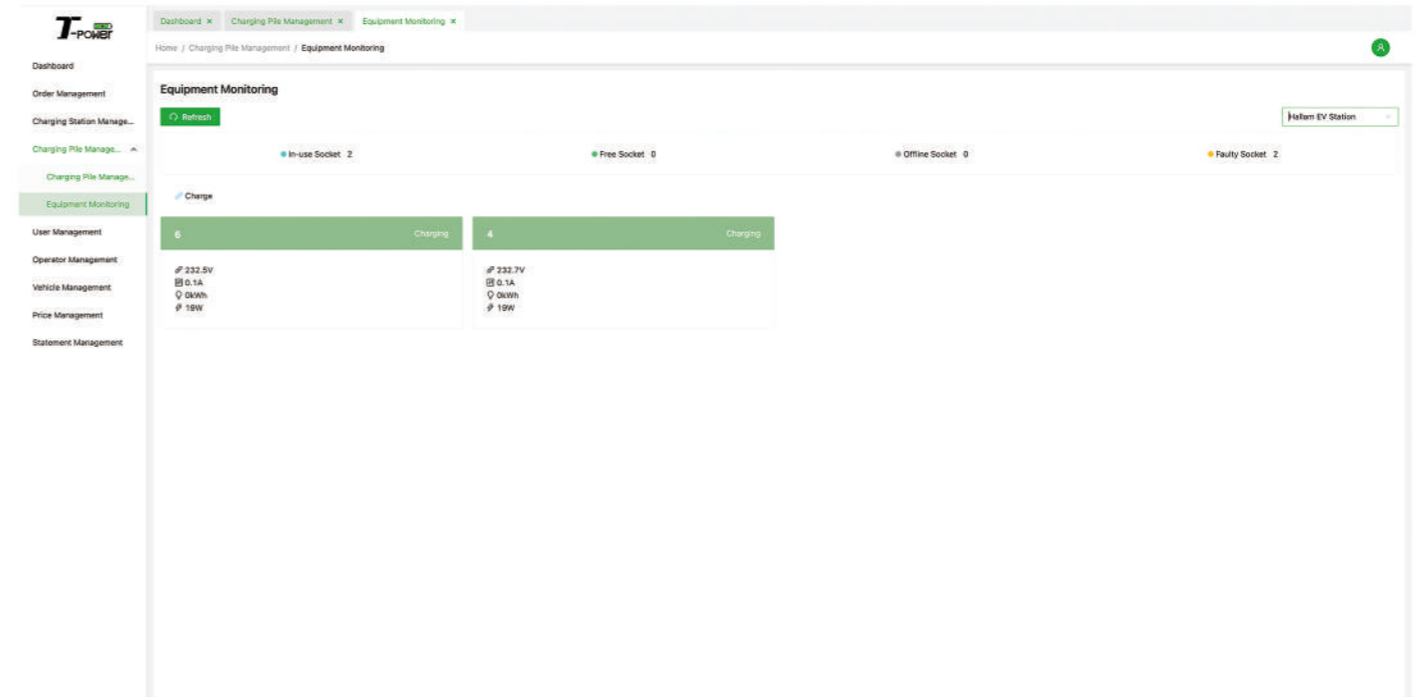 T-POWER
Dashboard × Charging Pile Management × Equipment Monitoring ×
Home / Charging Pile Management / Equipment Monitoring
Dashboard
Order Management
Charging Station Manage...
Charging Pile Manage...
Charging Pile Manage...
Equipment Monitoring
User Management
Operator Management
Vehicle Management
Price Management
Statement Management
Equipment Monitoring
Refresh
Hallam EV Station
In-use Socket 2
Free Socket 0
Offline Socket 0
Faulty Socket 2
Charge
6 Charging
232.5V
0.1A
0kWh
19W
4 Charging
232.7V
0.1A
0kWh
19W